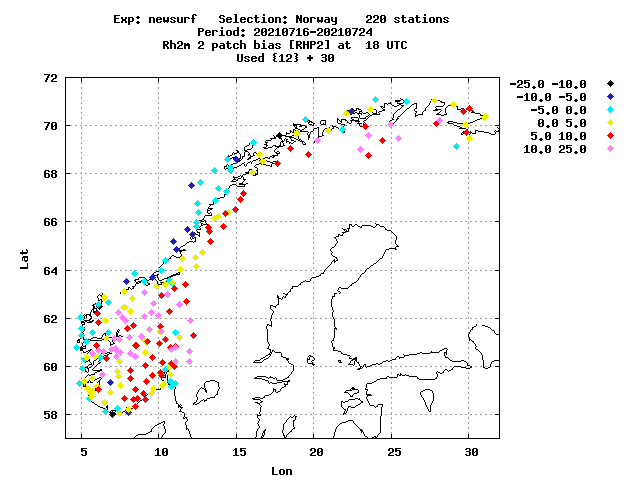 Exp: newsurf   Selection: Norway    220 stations
Period: 20210716-20210724
Rh2m 2 patch bias [RHP2] at  18 UTC
Used {12} + 30
-25.0 -10.0
-10.0 -5.0
-5.0 0.0
0.0 5.0
5.0 10.0
10.0 25.0
72
70
68
66
64
62
60
58
Lat
5 10 15 20 25 30
Lon